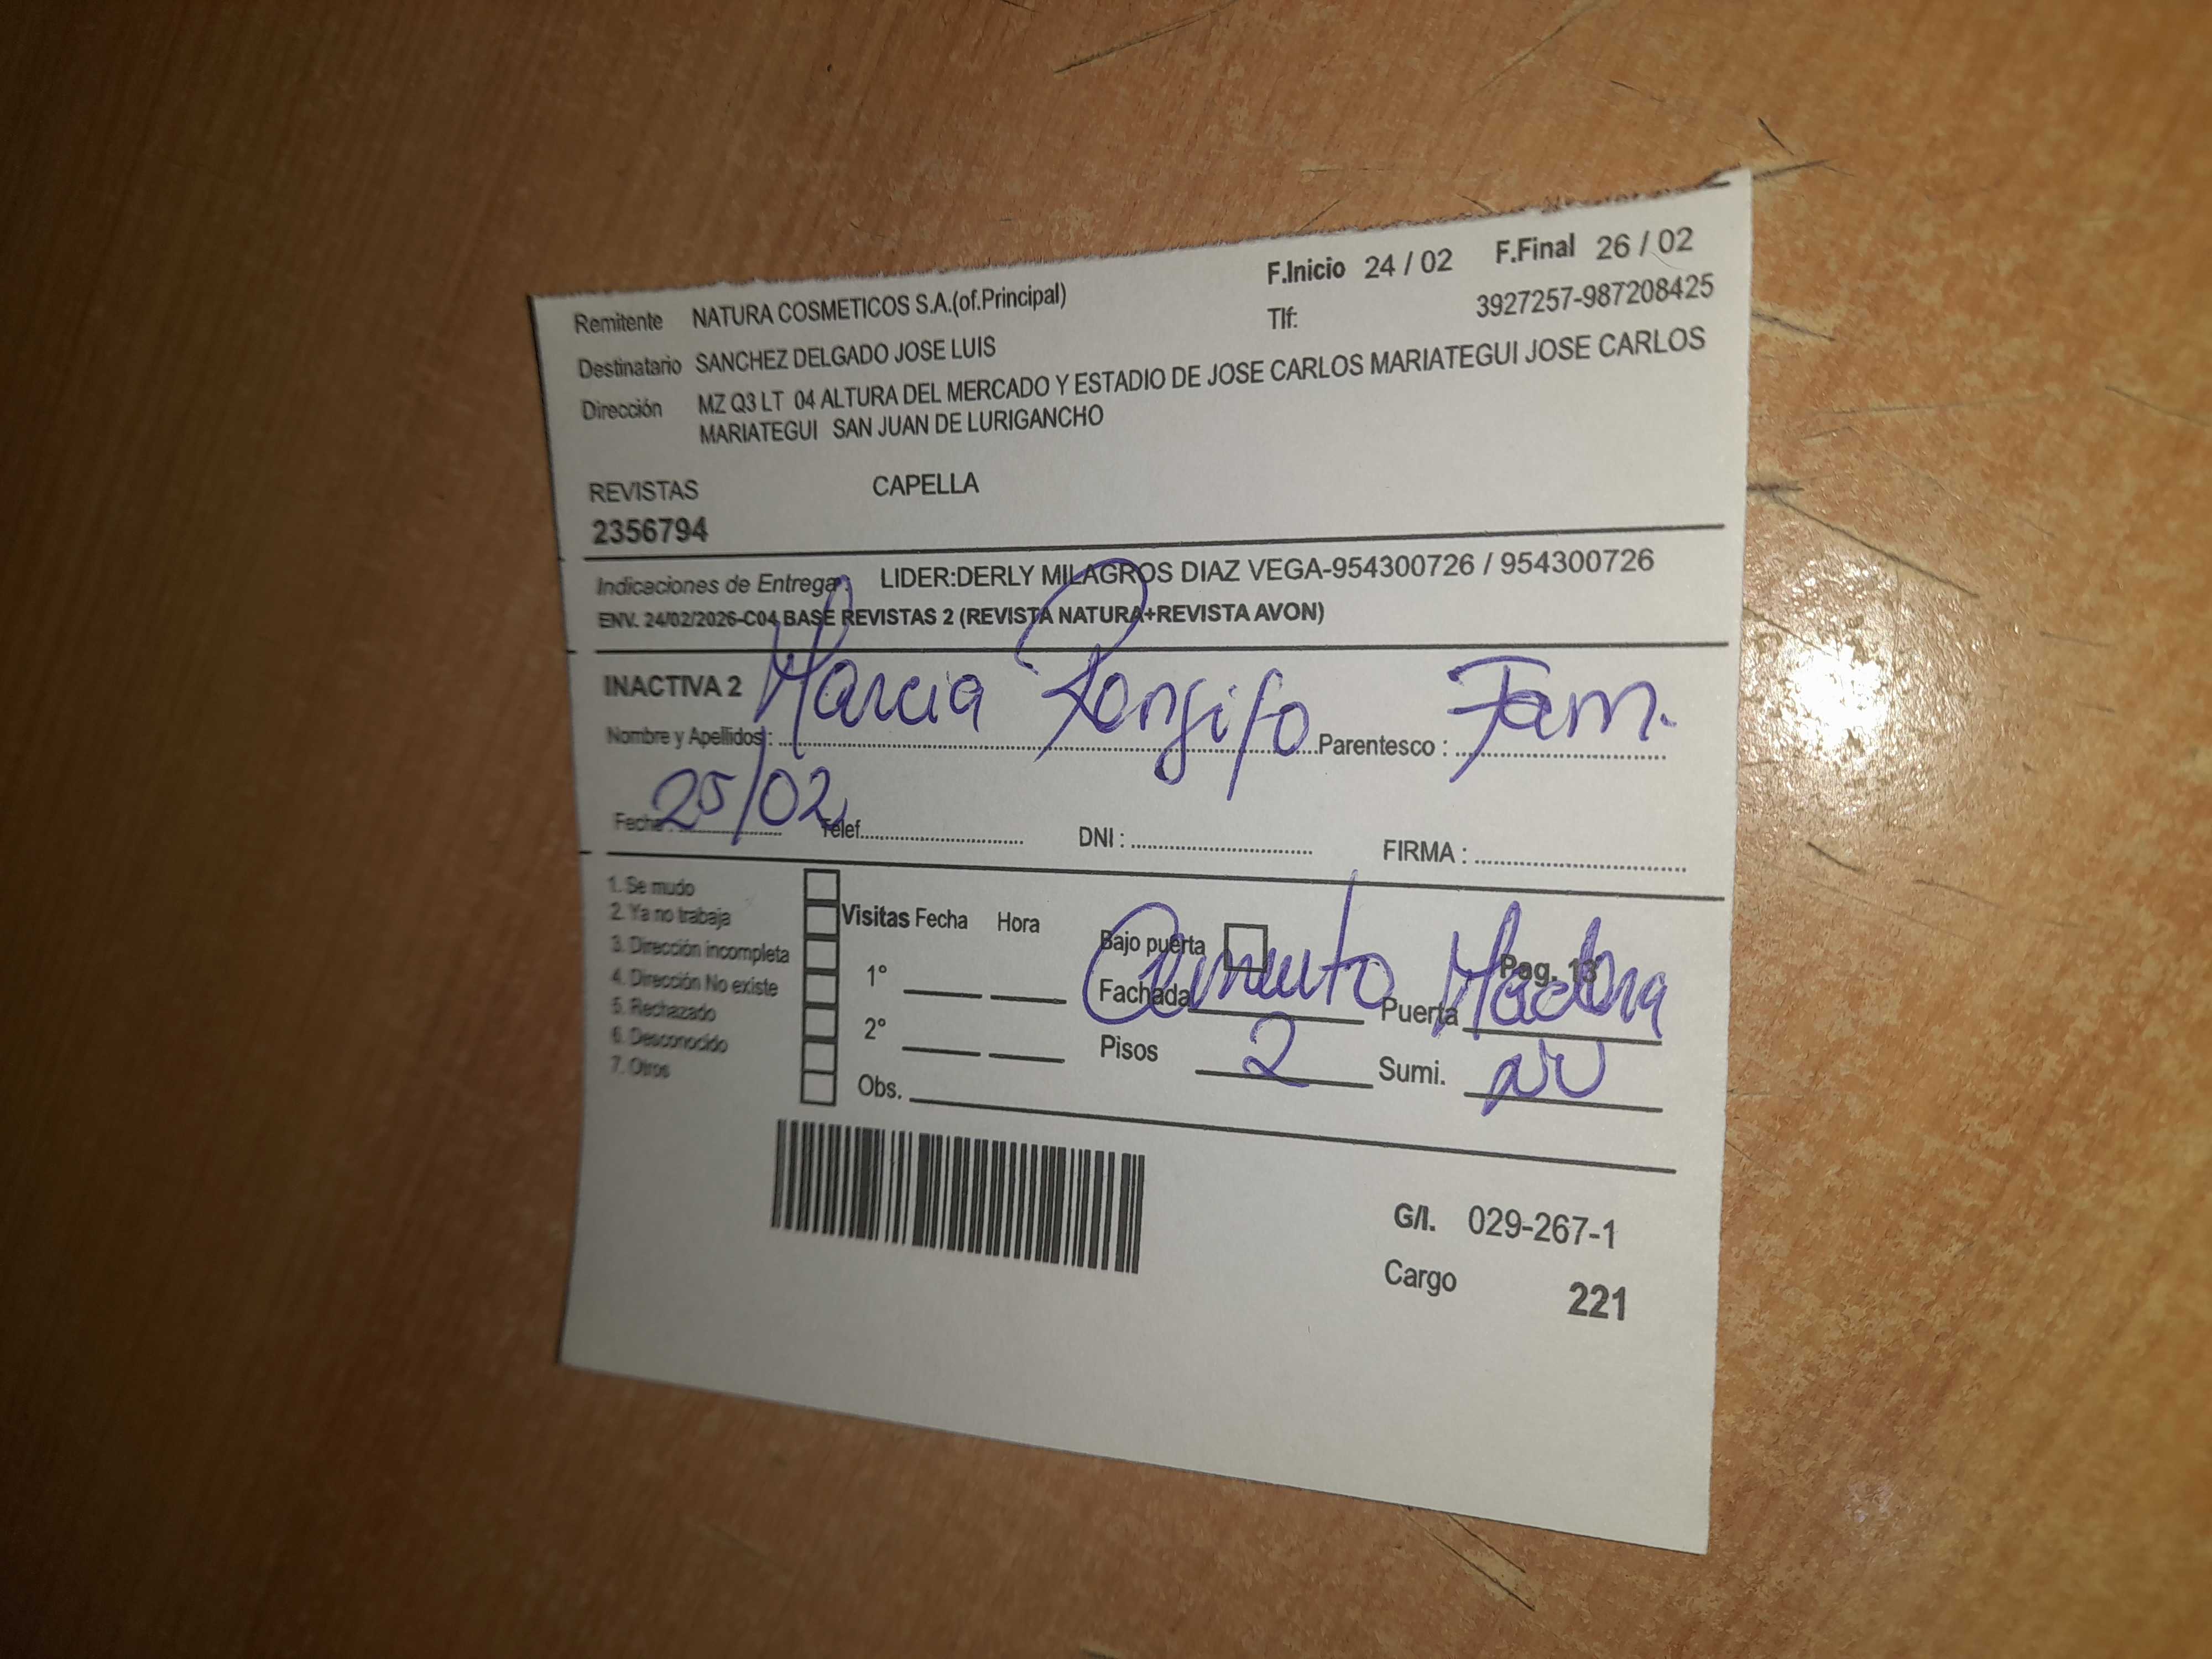 F.Inicio 24 / 02 F.Final 26 / 02
Remitente NATURA COSMETICOS S.A.(of.Principal) Tlf: 3927257-987208425
Destinatario SANCHEZ DELGADO JOSE LUIS
Dirección MZ Q3 LT 04 ALTURA DEL MERCADO Y ESTADIO DE JOSE CARLOS MARIATEGUI JOSE CARLOS
MARIATEGUI SAN JUAN DE LURIGANCHO
REVISTAS CAPELLA
2356794
Indicaciones de Entrega: LIDER:DERLY MILAGROS DIAZ VEGA-954300726 / 954300726
ENV. 24/02/2026-C04 BASE REVISTAS 2 (REVISTA NATURA+REVISTA AVON)
INACTIVA 2
Nombre y Apellidos: Marcia Rengifo Parentesco : Fam.
Fecha : 25/02 Telef. DNI : FIRMA :
1. Se mudo
2. Ya no trabaja
3. Dirección incompleta
4. Dirección No existe
5. Rechazado
6. Desconocido
7. Otros
Visitas Fecha Hora
1°
2°
Obs.
Bajo puerta Pag. 13
Fachada Cemento Puerta Madera
Pisos 2 Sumi.
G/I. 029-267-1
Cargo 221